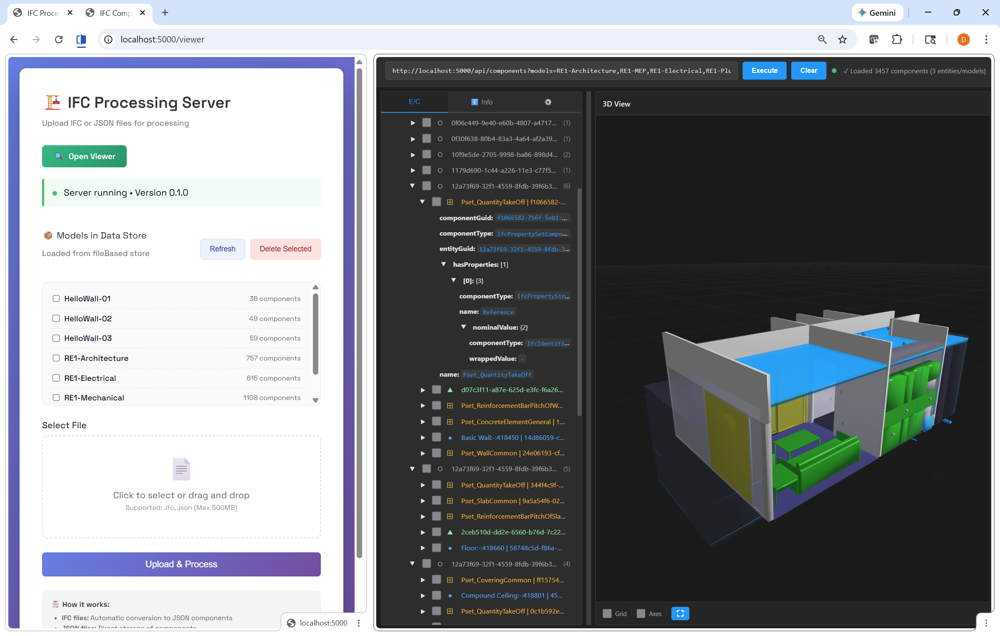 IFC Proce
IFC Comp
Gemini
localhost:5000/viewer
D
IFC Processing Server
Upload IFC or JSON files for processing
Open Viewer
Server running • Version 0.1.0
Models in Data Store
Loaded from fileBased store
Refresh
Delete Selected
HelloWall-01 36 components
HelloWall-02 49 components
HelloWall-03 59 components
RE1-Architecture 757 components
RE1-Electrical 615 components
RE1-Mechanical 1108 components
Select File
Click to select or drag and drop
Supported: .ifc, .json (Max 500MB)
Upload & Process
How it works:
• IFC files: Automatic conversion to JSON components
• JSON files: Direct storage of components
localhost:5000
http://localhost:5000/api/components?models=RE1-Architecture,RE1-MEP,RE1-Electrical,RE1-Plu
Execute
Clear
✓ Loaded 3457 components (3 entities/models)
E/C
i Info
0f06c449-9e40-e60b-4807-a4717... (1)
0f30f638-80b4-83a3-4a64-af2a39... (1)
10f9e5de-2705-9998-ba86-898d4... (2)
1179d690-1c44-a226-11e3-c77f5... (1)
12a73f69-32f1-4559-8fdb-39f6b3... (6)
Pset_QuantityTakeOff | f1066582-...
componentGuid: f1066582-756f-5eb1-...
componentType: IfcPropertySetCompo...
entityGuid: 12a73f69-32f1-4559-8fdb-3...
hasProperties: [1]
[0]: {3}
componentType: IfcPropertySin...
name: Reference
nominalValue: {2}
componentType: IfcIdentifi...
wrappedValue: -
name: Pset_QuantityTakeOff
d07c3f11-a87e-625d-e3fc-f6a26...
Pset_ReinforcementBarPitchOfW...
Pset_ConcreteElementGeneral | 1...
Basic Wall:-:418450 | 14d86059-c...
Pset_WallCommon | 24e06193-cf...
12a73f69-32f1-4559-8fdb-39f6b3... (5)
Pset_QuantityTakeOff | 344f4c9f-...
Pset_SlabCommon | 9a5a54f6-02...
Pset_ReinforcementBarPitchOfSla...
2ceb510d-dd2e-6560-b76d-7c22...
Floor:-:418660 | 58748c5d-f86a-...
12a73f69-32f1-4559-8fdb-39f6b3... (4)
Pset_CoveringCommon | ff15754...
Compound Ceiling:-:418801 | 45...
Pset_QuantityTakeOff | 0c1b592e...
3D View
Grid
Axes